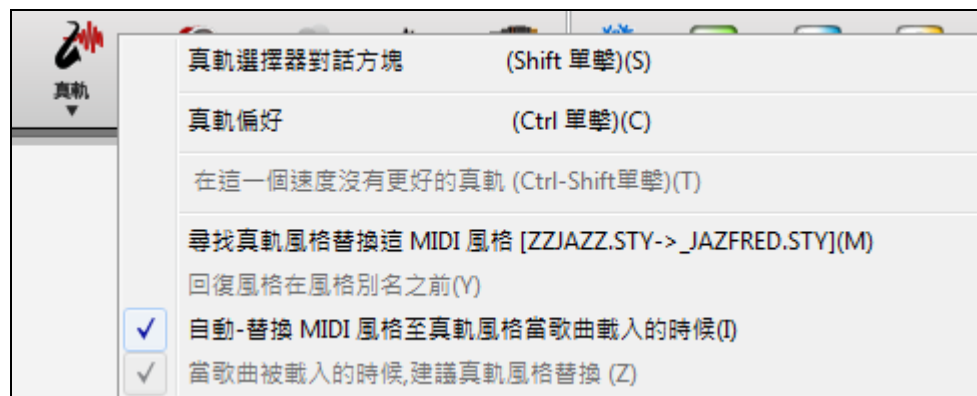 真軌
真軌選擇器對話方塊 (Shift 單擊)(S)
真軌偏好 (Ctrl 單擊)(C)
在這一個速度沒有更好的真軌 (Ctrl-Shift單擊)(T)
尋找真軌風格替換這 MIDI 風格 [ZZJAZZ.STY->_JAZFRED.STY](M)
回復風格在風格別名之前(Y)
自動-替換 MIDI 風格至真軌風格當歌曲載入的時候(I)
當歌曲被載入的時候,建議真軌風格替換 (Z)